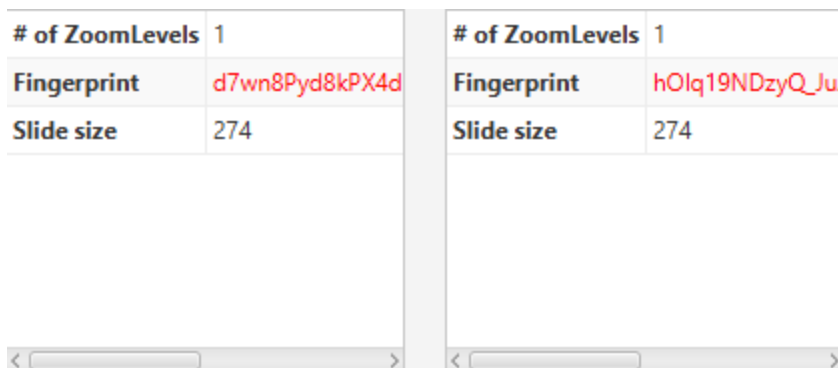 # of ZoomLevels 1
Fingerprint d7wn8Pyd8kPX4d
Slide size 274
# of ZoomLevels 1
Fingerprint hOlq19NDzyQ_Ju
Slide size 274